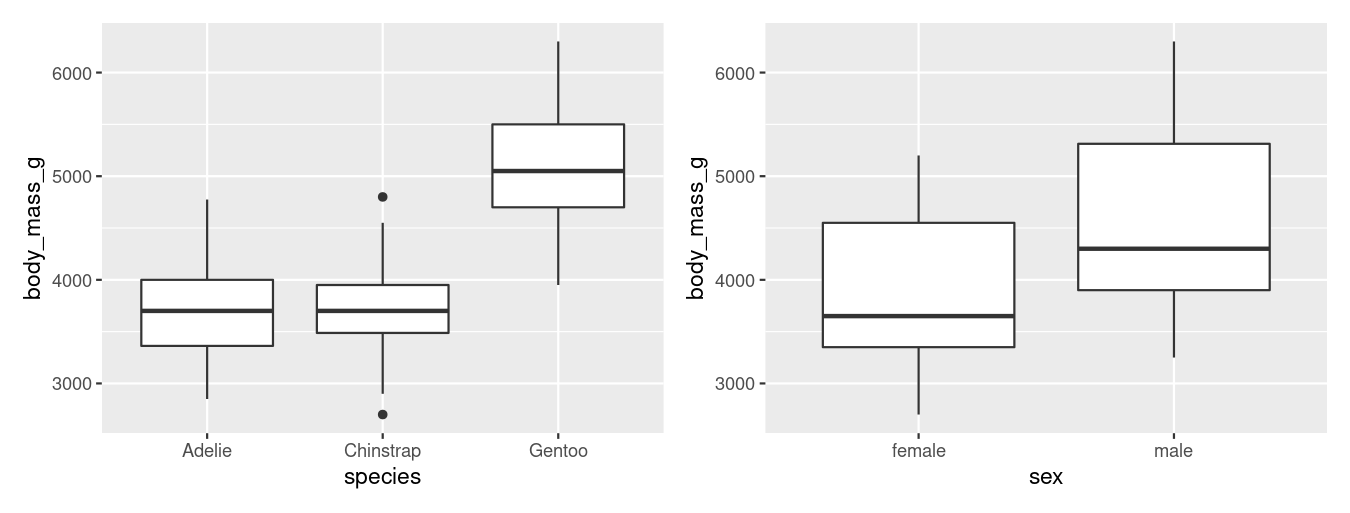 body_mass_g
6000
5000
4000
3000
Adelie
Chinstrap
Gentoo
species
body_mass_g
6000
5000
4000
3000
female
male
sex